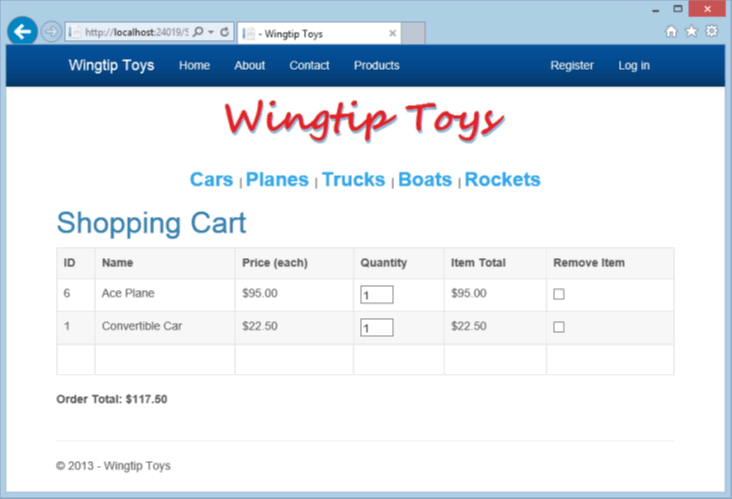 http://localhost:24019/S
- Wingtip Toys
Wingtip Toys Home About Contact Products Register Log in
Wingtip Toys
Cars | Planes | Trucks | Boats | Rockets
Shopping Cart
ID Name Price (each) Quantity Item Total Remove Item
6 Ace Plane $95.00 1 $95.00
1 Convertible Car $22.50 1 $22.50
Order Total: $117.50
© 2013 - Wingtip Toys